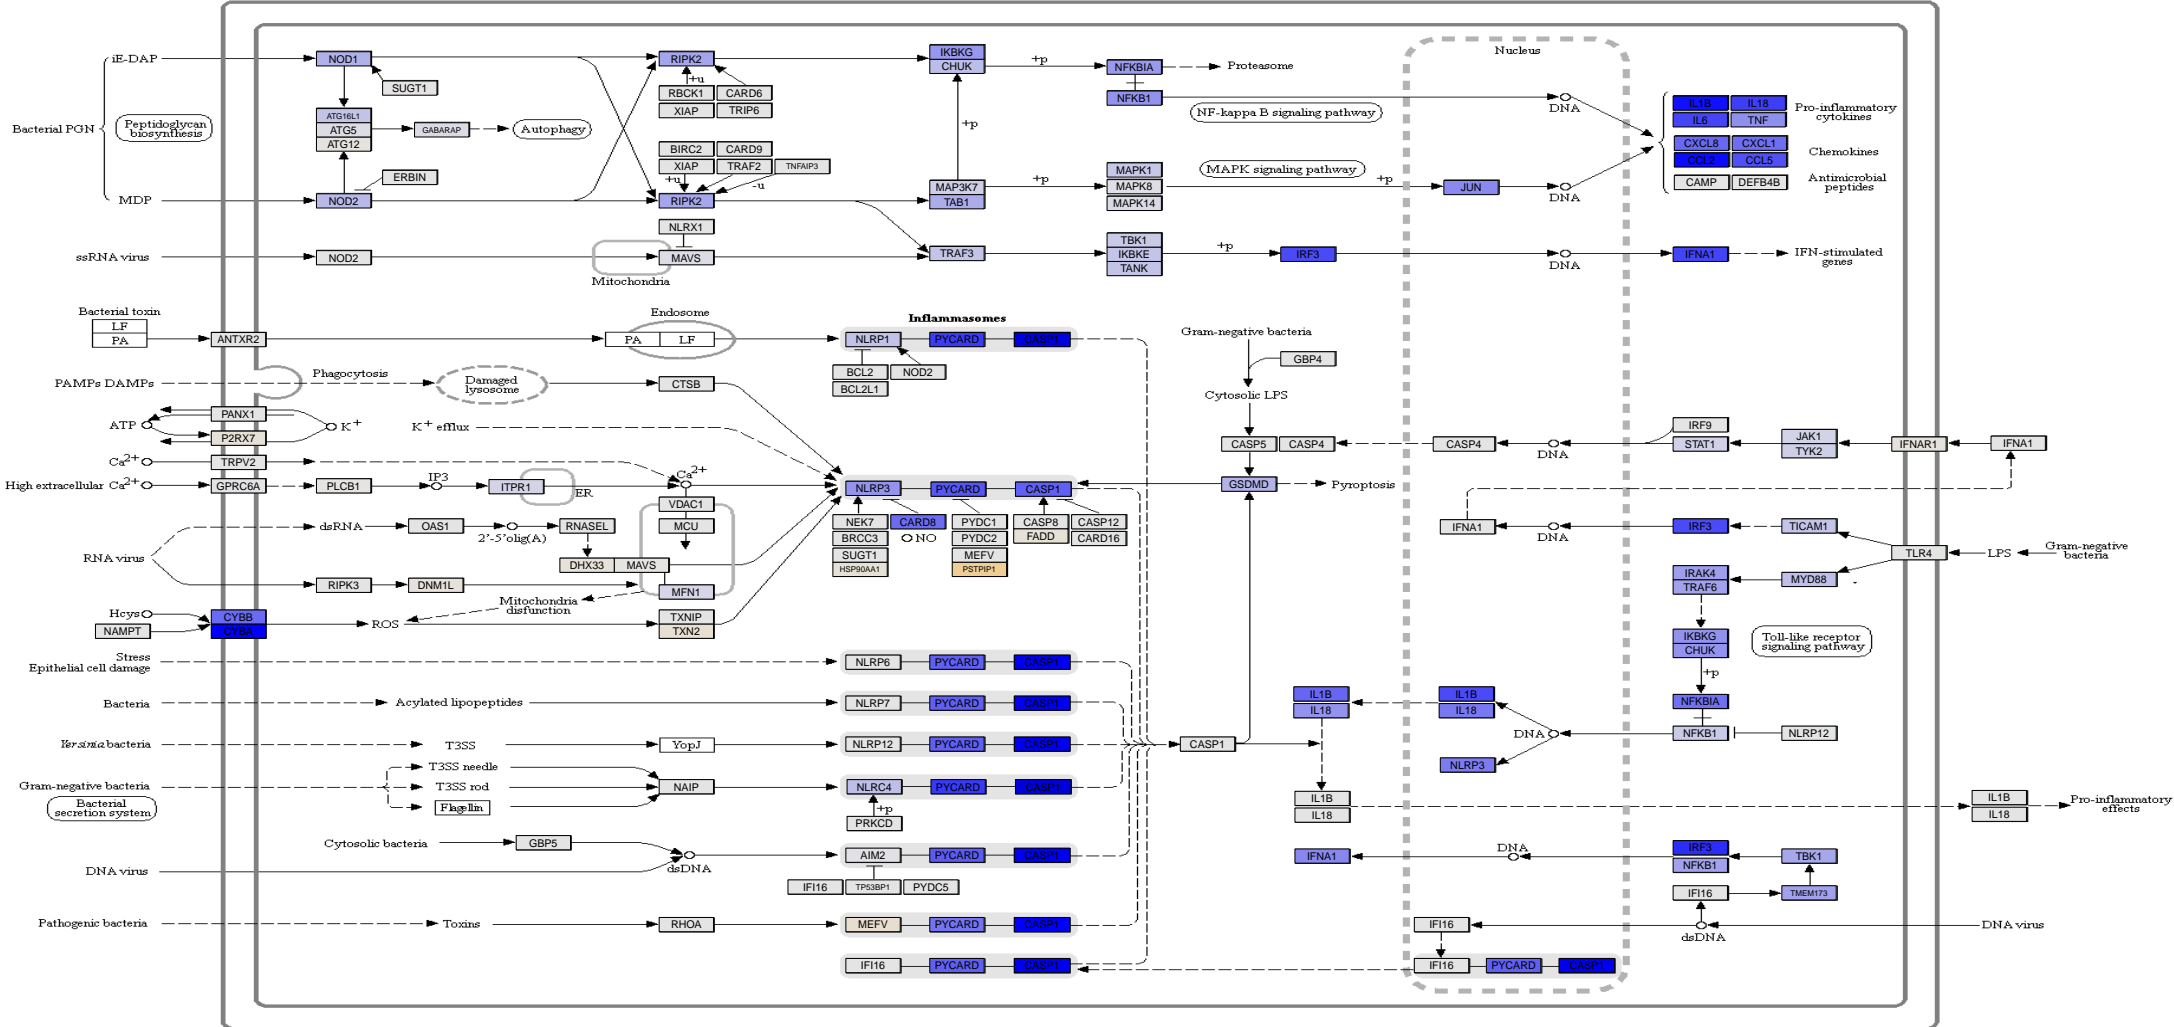 Nucleus
iE-DAP
NOD1
SUGT1
RIPK2
+u
RBCK1 CARD6
XIAP TRIP6
IKBKG
CHUK
+p
NFKBIA
Proteasome
NFKB1
NF-kappa B signaling pathway
DNA
IL1B IL18
IL6 TNF
Pro-inflammatory
cytokines
CXCL8 CXCL1
CCL2 CCL5
Chemokines
CAMP DEFB4B
Antimicrobial
peptides
Bacterial PGN
Peptidoglycan
biosynthesis
ATG16L1
ATG5
ATG12
GABARAP
Autophagy
+p
BIRC2 CARD9
XIAP TRAF2 TNFAIP3
+u
-u
ERBIN
MDP
NOD2
RIPK2
MAP3K7
TAB1
+p
MAPK1
MAPK8
MAPK14
MAPK signaling pathway
+p
JUN
DNA
NLRX1
ssRNA virus
NOD2
MAVS
Mitochondria
TRAF3
TBK1
IKBKE
TANK
+p
IRF3
DNA
IFNA1
IFN-stimulated
genes
Bacterial toxin
LF
PA
ANTXR2
Endosome
PA LF
Inflammasomes
NLRP1 PYCARD CASP1
BCL2 NOD2
BCL2L1
Gram-negative bacteria
GBP4
Cytosolic LPS
PAMPs DAMPs
Phagocytosis
Damaged
lysosome
CTSB
PANX1
ATP
P2RX7
K+
K+ efflux
CASP5 CASP4
CASP4
DNA
IRF9
STAT1
JAK1
TYK2
IFNAR1
IFNA1
Ca2+
TRPV2
High extracellular Ca2+
GPRC6A
PLCB1
IP3
ITPR1
ER
Ca2+
VDAC1
MCU
NLRP3 PYCARD CASP1
GSDMD
Pyroptosis
NEK7 CARD8 PYDC1 CASP8 CASP12
BRCC3 NO PYDC2 FADD CARD16
SUGT1 MEFV
HSP90AA1 PSTPIP1
IFNA1
DNA
IRF3
TICAM1
TLR4
LPS
Gram-negative
bacteria
RNA virus
dsRNA
OAS1
2'-5'olig(A)
RNASEL
DHX33 MAVS
RIPK3
DNM1L
MFN1
Mitochondria
disfunction
IRAK4
TRAF6
MYD88
-
Hcys
NAMPT
CYBB
CYBA
ROS
TXNIP
TXN2
IKBKG
CHUK
+p
Toll-like receptor
signaling pathway
Stress
Epithelial cell damage
NLRP6 PYCARD CASP1
Bacteria
Acylated lipopeptides
NLRP7 PYCARD CASP1
IL1B
IL18
IL1B
IL18
NFKBIA
NFKB1
NLRP12
DNA
NLRP3
Yersinia bacteria
T3SS
YopJ
NLRP12 PYCARD CASP1
CASP1
Gram-negative bacteria
Bacterial
secretion system
T3SS needle
T3SS rod
Flagellin
NAIP
NLRC4 PYCARD CASP1
+p
PRKCD
IL1B
IL18
IL1B
IL18
Pro-inflammatory
effects
Cytosolic bacteria
GBP5
DNA virus
dsDNA
AIM2 PYCARD CASP1
IFI16 TP53BP1 PYDC5
IFNA1
DNA
IRF3
NFKB1
TBK1
IFI16
TMEM173
Pathogenic bacteria
Toxins
RHOA
MEFV PYCARD CASP1
IFI16
dsDNA
DNA virus
IFI16 PYCARD CASP1
IFI16 PYCARD CASP1